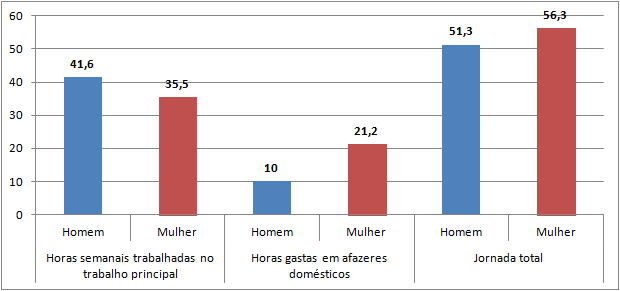 60
50
40
30
20
10
0
41,6
35,5
10
21,2
51,3
56,3
Homem
Mulher
Homem
Mulher
Homem
Mulher
Horas semanais trabalhadas no
trabalho principal
Horas gastas em afazeres
domésticos
Jornada total